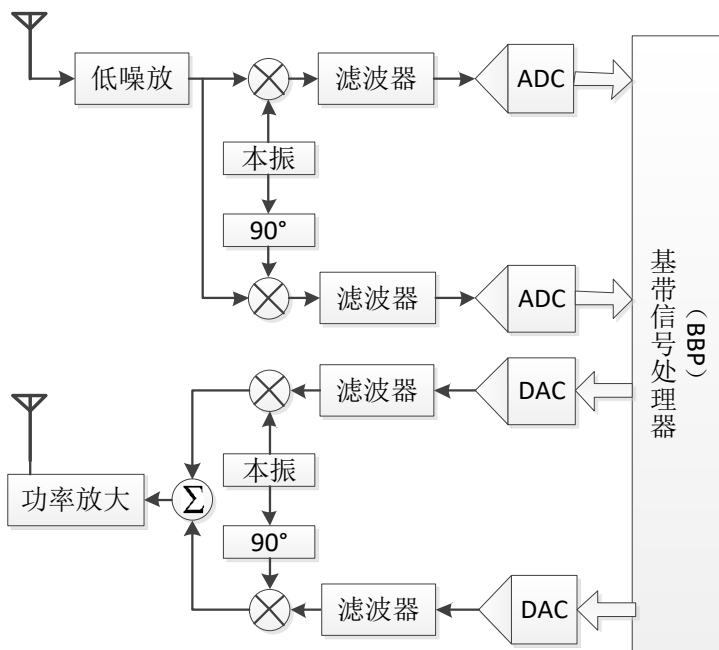 低噪放
滤波器
ADC
本振
90°
滤波器
ADC
基带信号处理器
（BBP）
滤波器
DAC
本振
功率放大
Σ
90°
滤波器
DAC